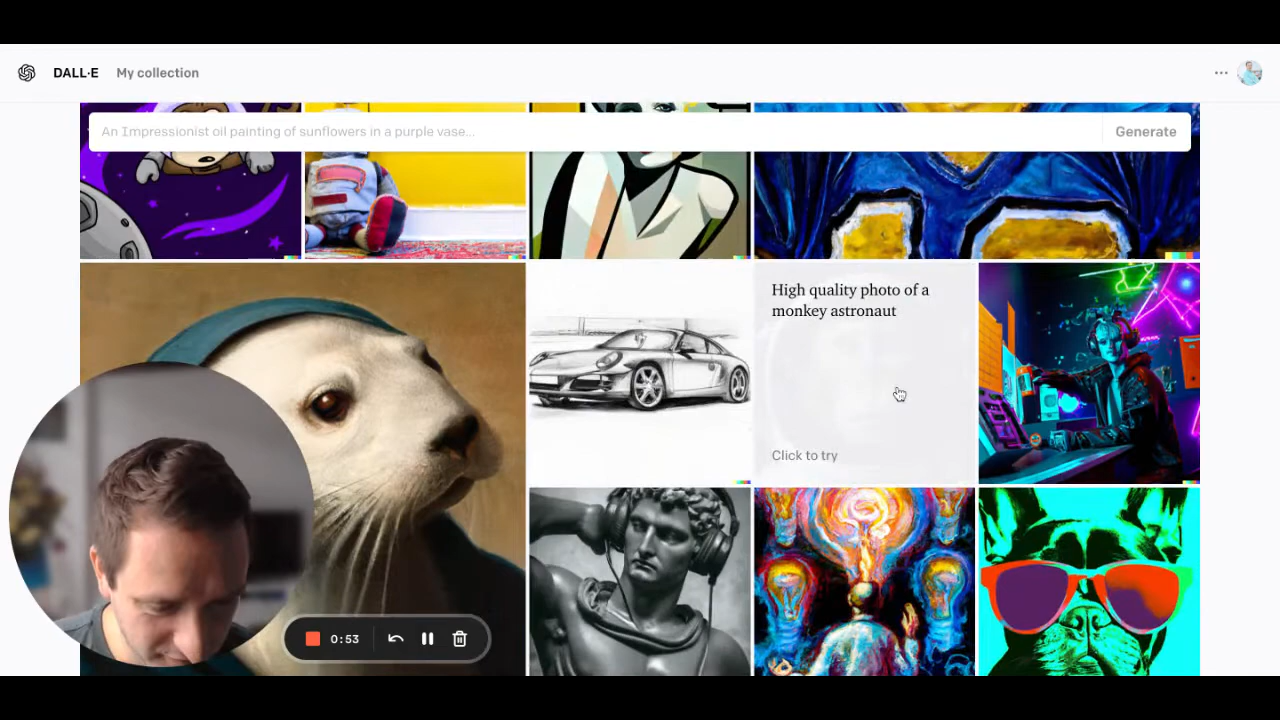 DALL·E My collection
An Impressionist oil painting of sunflowers in a purple vase...
Generate
High quality photo of a
monkey astronaut
Click to try
0:53